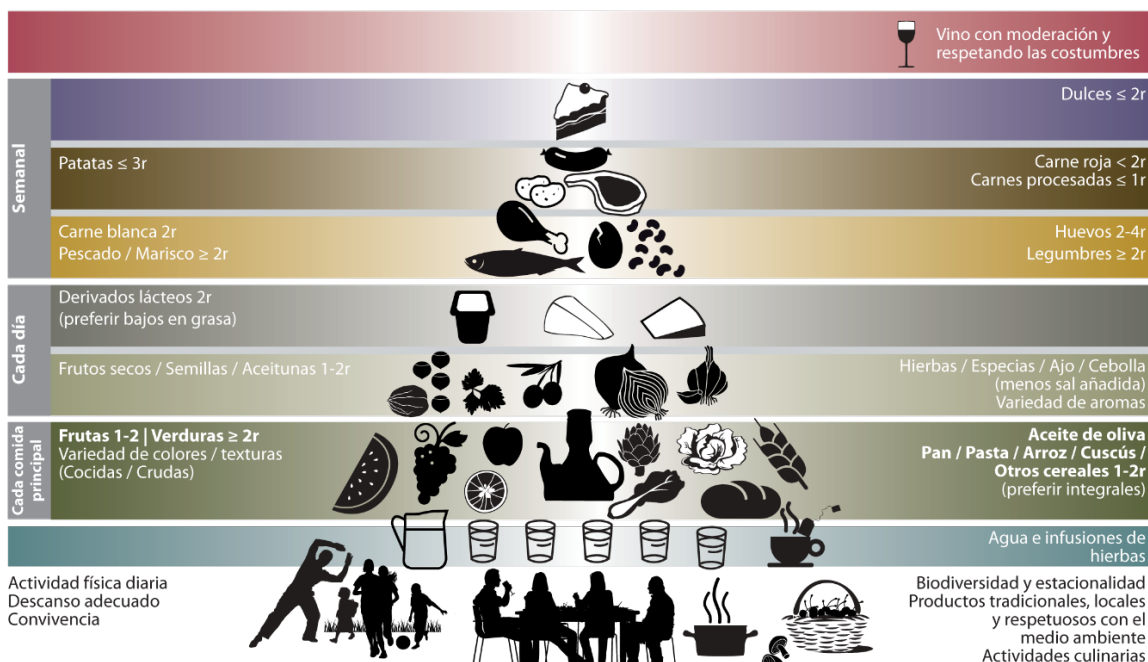 Vino con moderación y
respetando las costumbres
Semanal
Dulces ≤ 2r
Patatas ≤ 3r
Carne roja < 2r
Carnes procesadas ≤ 1r
Carne blanca 2r
Pescado / Marisco ≥ 2r
Huevos 2-4r
Legumbres ≥ 2r
Cada día
Derivados lácteos 2r
(preferir bajos en grasa)
Frutos secos / Semillas / Aceitunas 1-2r
Hierbas / Especias / Ajo / Cebolla
(menos sal añadida)
Variedad de aromas
Cada comida
principal
Frutas 1-2 | Verduras ≥ 2r
Variedad de colores / texturas
(Cocidas / Crudas)
Aceite de oliva
Pan / Pasta / Arroz / Cuscús /
Otros cereales 1-2r
(preferir integrales)
Agua e infusiones de
hierbas
Actividad física diaria
Descanso adecuado
Convivencia
Biodiversidad y estacionalidad
Productos tradicionales, locales
y respetuosos con el
medio ambiente
Actividades culinarias